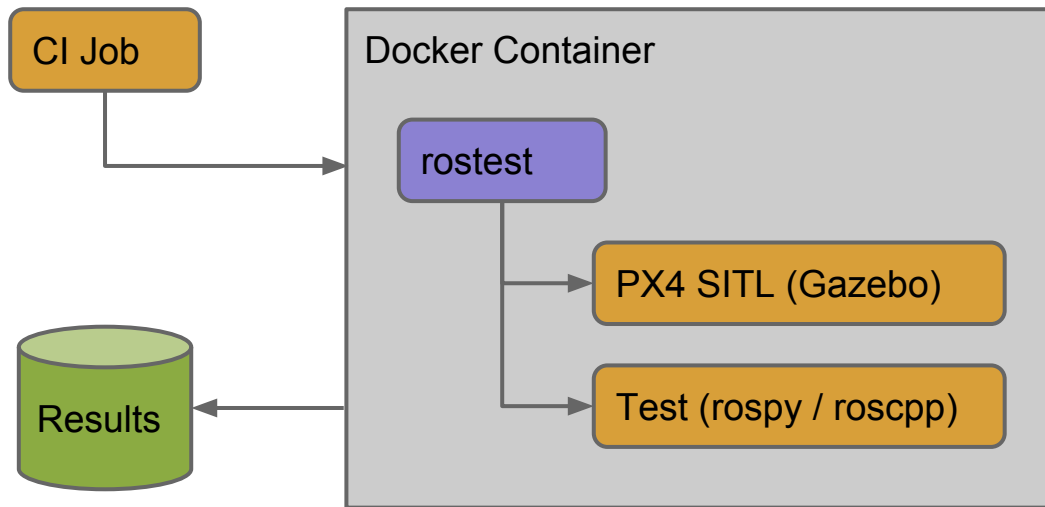 CI Job
Docker Container
rostest
PX4 SITL (Gazebo)
Test (rospy / roscpp)
Results